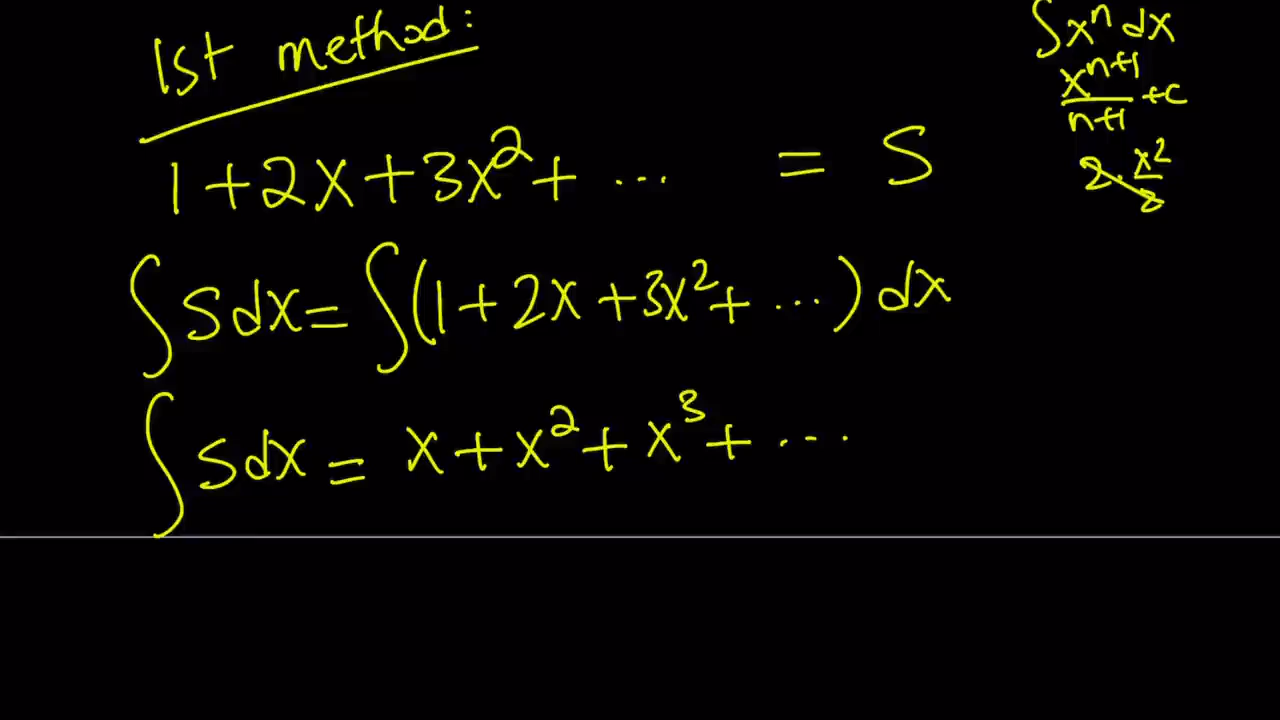 1st method:
1+2x+3x²+ ... = S
∫Sdx=∫(1+2x+3x²+ ...)dx
∫Sdx = x+x²+x³+ ...
∫xⁿdx
xⁿ⁺¹/n+1 +c
2·x²/2